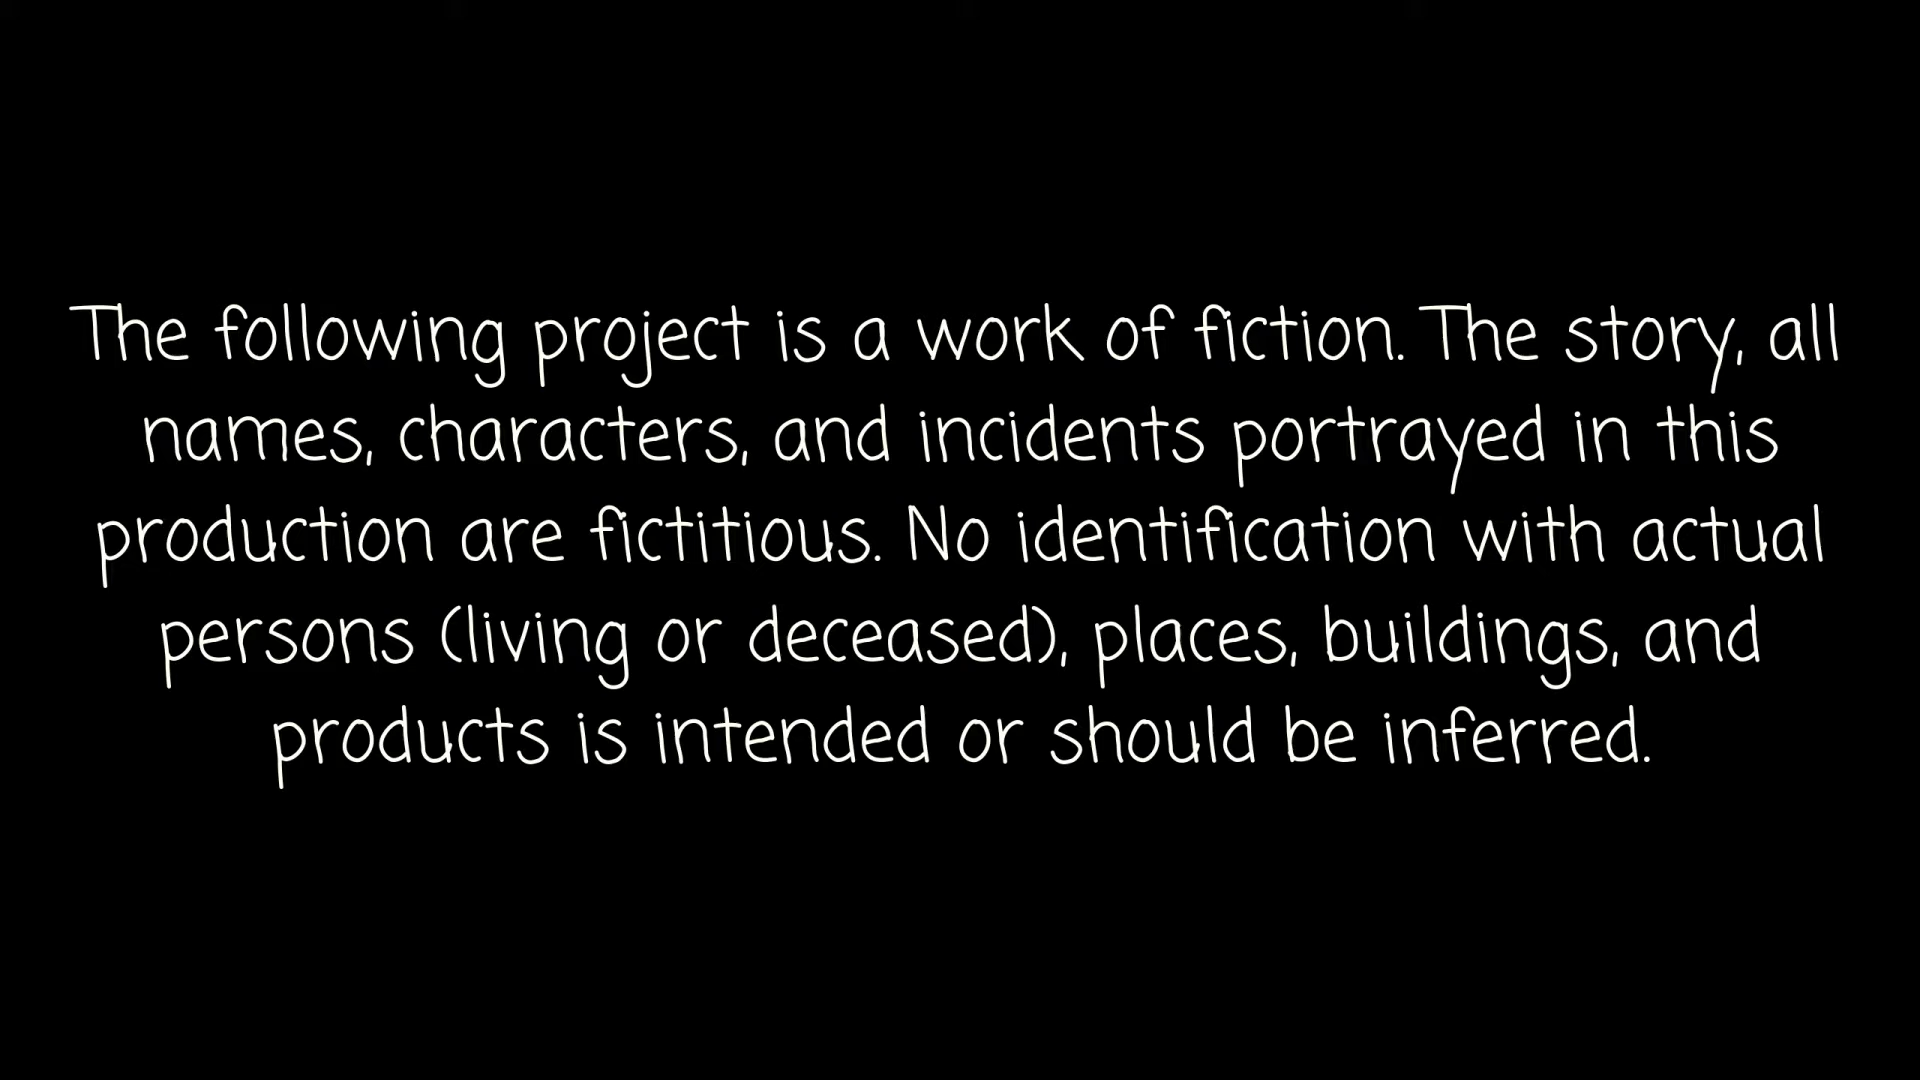 The following project is a work of fiction. The story, all
names, characters, and incidents portrayed in this
production are fictitious. No identification with actual
persons (living or deceased), places, buildings, and
products is intended or should be inferred.